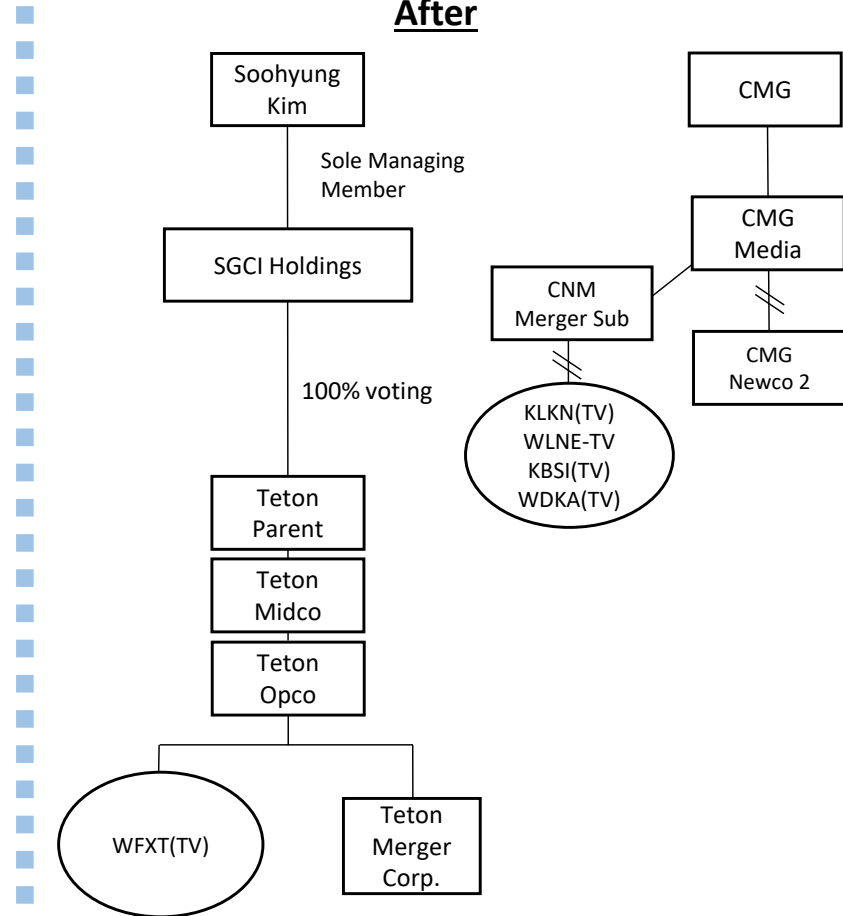 After
Soohyung
Kim
Sole Managing
Member
SGCI Holdings
100% voting
Teton
Parent
Teton
Midco
Teton
Opco
WFXT(TV)
Teton
Merger
Corp.
CMG
CMG
Media
CNM
Merger Sub
CMG
Newco 2
KLKN(TV)
WLNE-TV
KBSI(TV)
WDKA(TV)